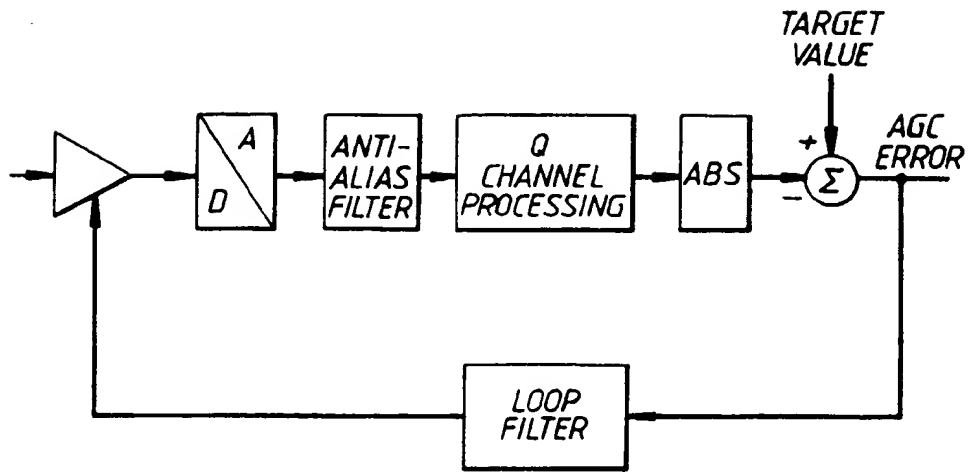 TARGET
VALUE
A
D
ANTI-
ALIAS
FILTER
Q
CHANNEL
PROCESSING
ABS
+
−
Σ
AGC
ERROR
LOOP
FILTER